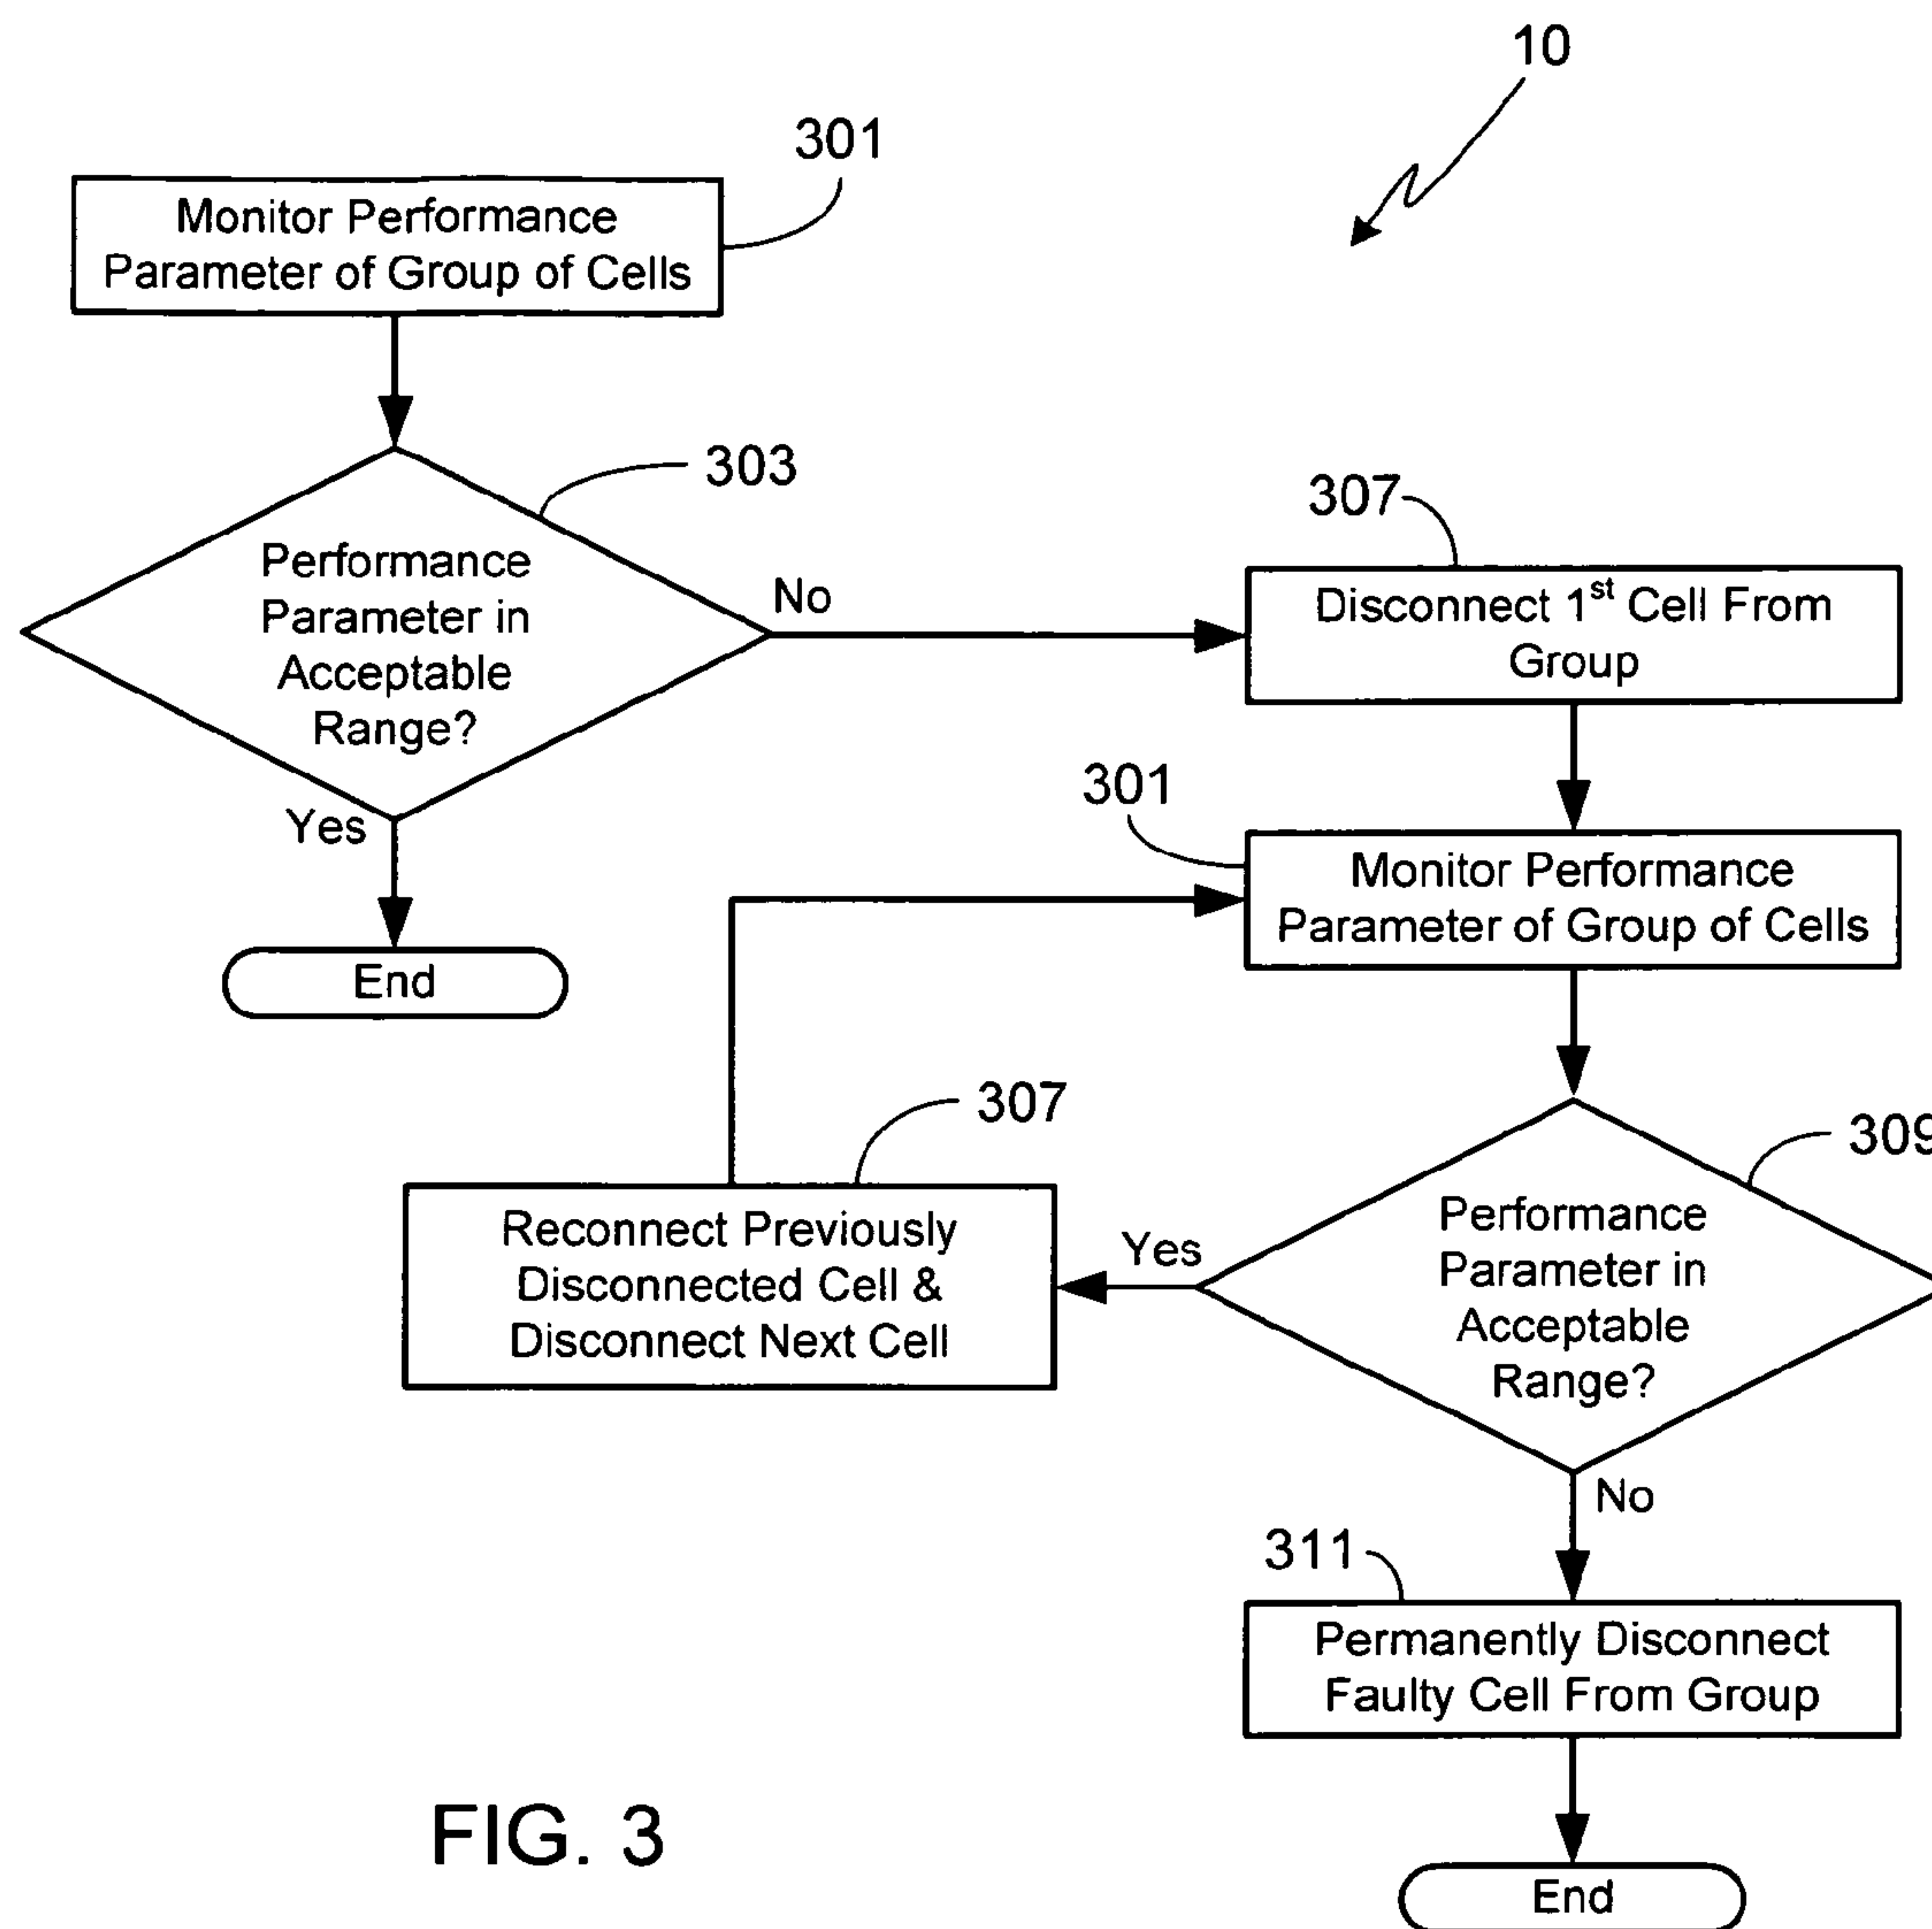 10
301
Monitor Performance
Parameter of Group of Cells
303
Performance
Parameter in
Acceptable
Range?
No
Yes
End
307
Disconnect 1st Cell From
Group
301
Monitor Performance
Parameter of Group of Cells
307
Reconnect Previously
Disconnected Cell &
Disconnect Next Cell
Yes
309
Performance
Parameter in
Acceptable
Range?
No
311
Permanently Disconnect
Faulty Cell From Group
End
FIG. 3